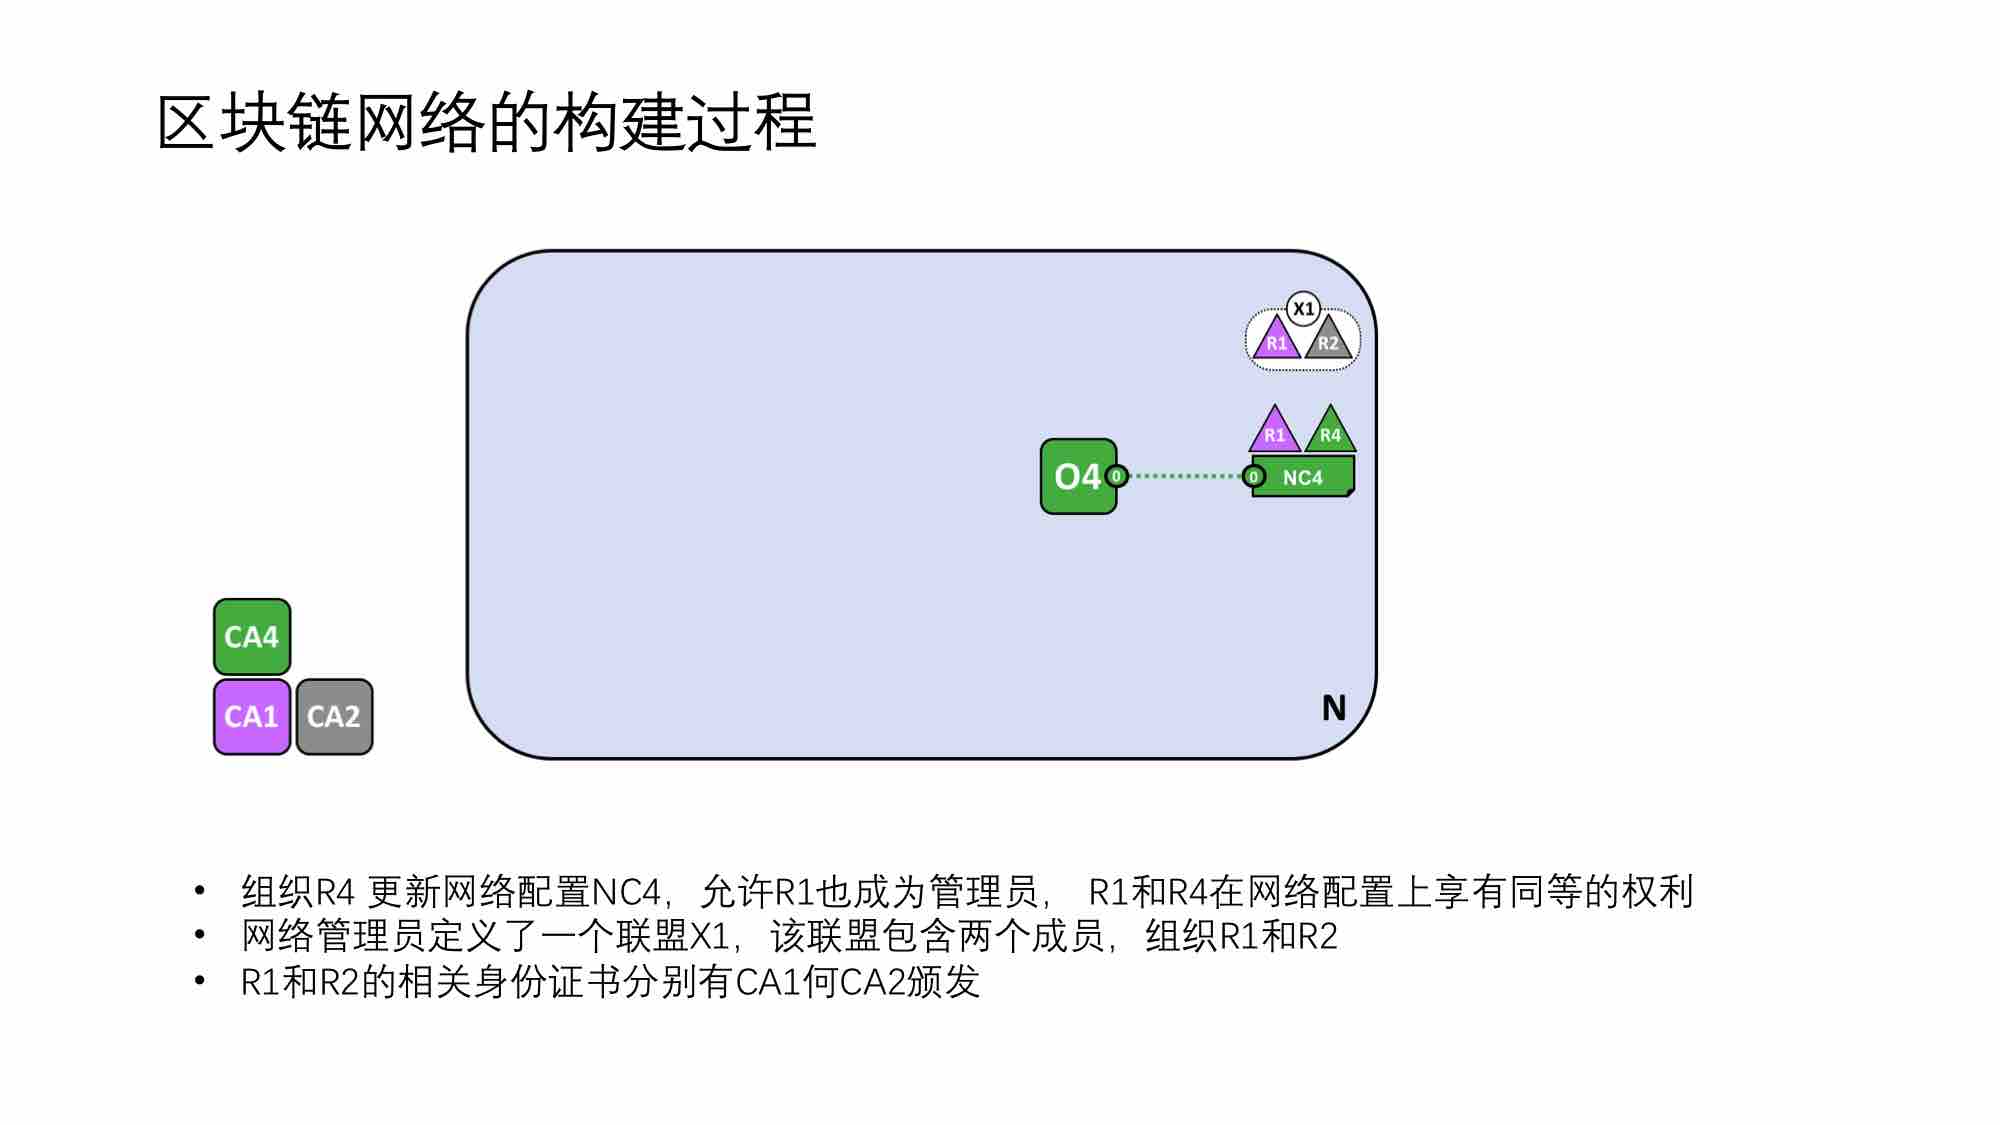 区块链网络的构建过程
X1
R1 R2
R1 R4
O4 0 0 NC4
CA4
CA1 CA2
N
• 组织R4 更新网络配置NC4，允许R1也成为管理员， R1和R4在网络配置上享有同等的权利
• 网络管理员定义了一个联盟X1，该联盟包含两个成员，组织R1和R2
• R1和R2的相关身份证书分别有CA1何CA2颁发